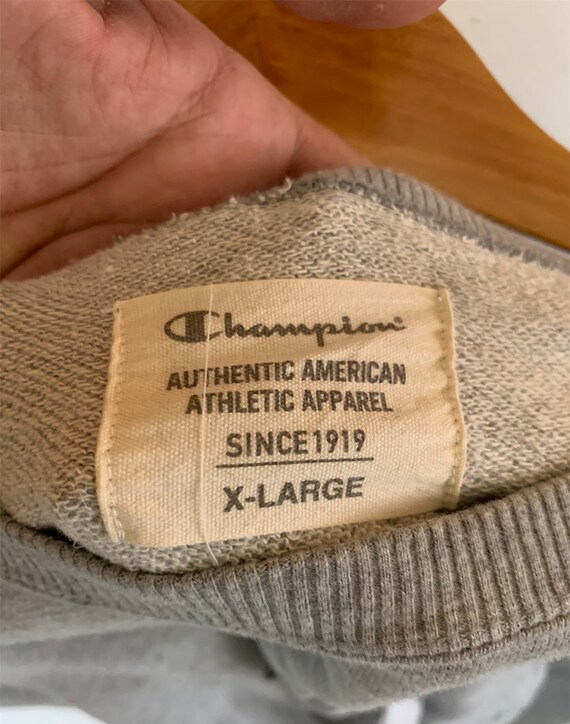 Champion
AUTHENTIC AMERICAN
ATHLETIC APPAREL
SINCE 1919
X-LARGE